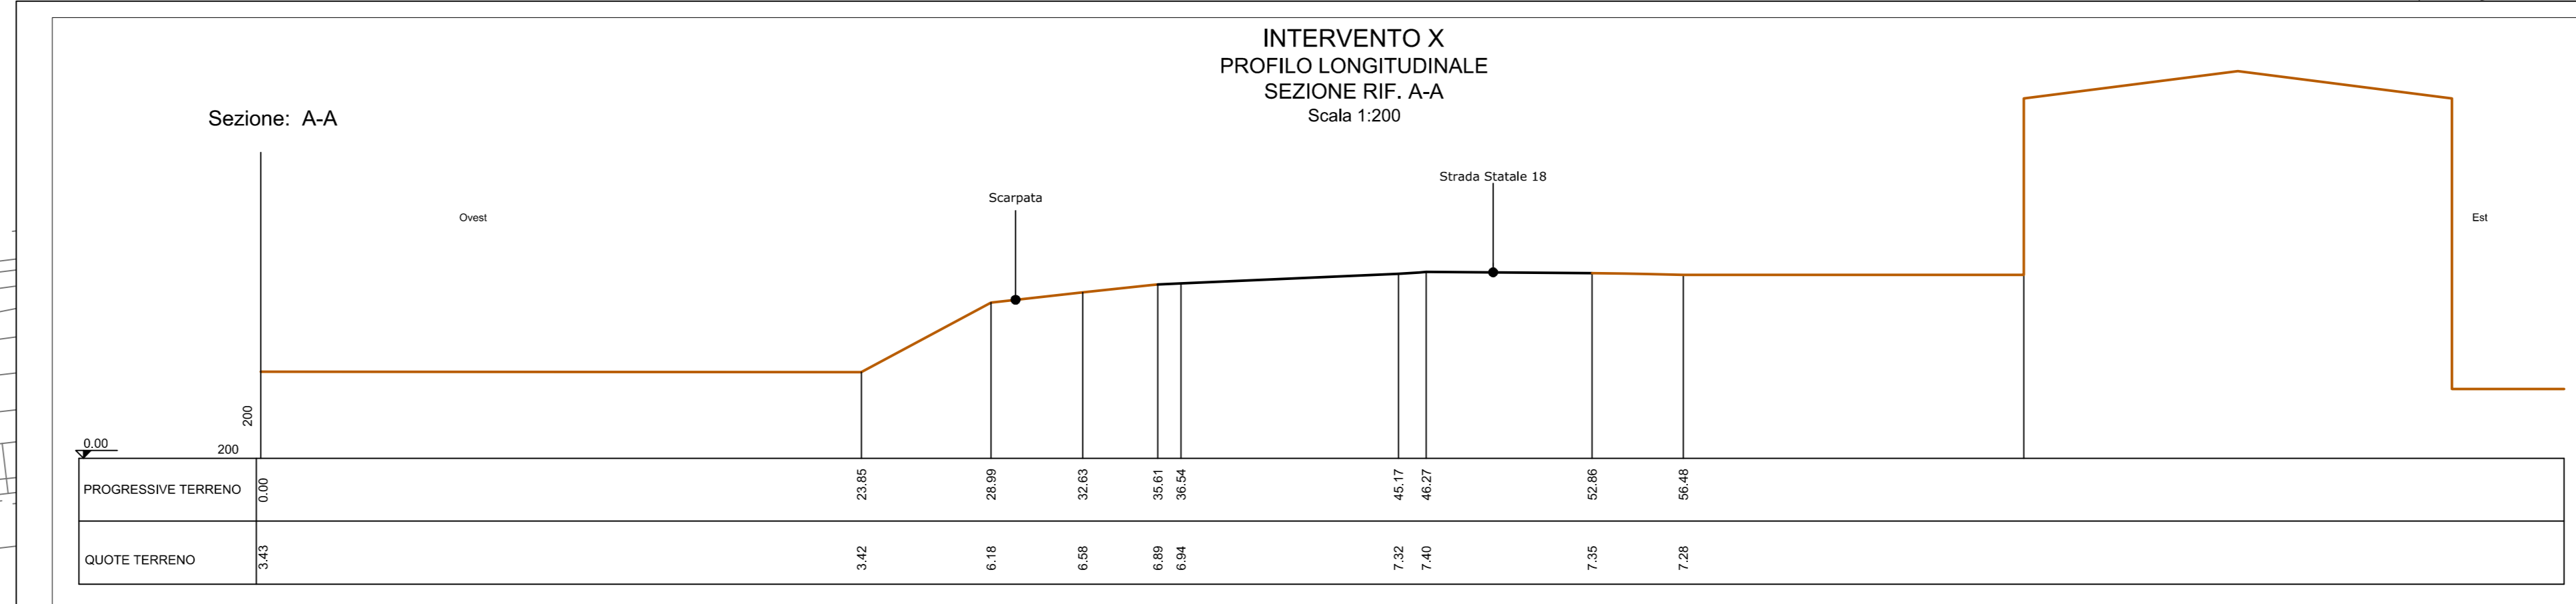 INTERVENTO X
PROFILO LONGITUDINALE
SEZIONE RIF. A-A
Scala 1:200
Sezione: A-A
Strada Statale 18
Scarpata
Ovest
Est
200
200
0.00
PROGRESSIVE TERRENO 0.00 23.85 28.99 32.63 35.61 36.54 45.17 46.27 52.86 56.48
QUOTE TERRENO 3.43 3.42 6.18 6.58 6.89 6.94 7.32 7.40 7.35 7.28